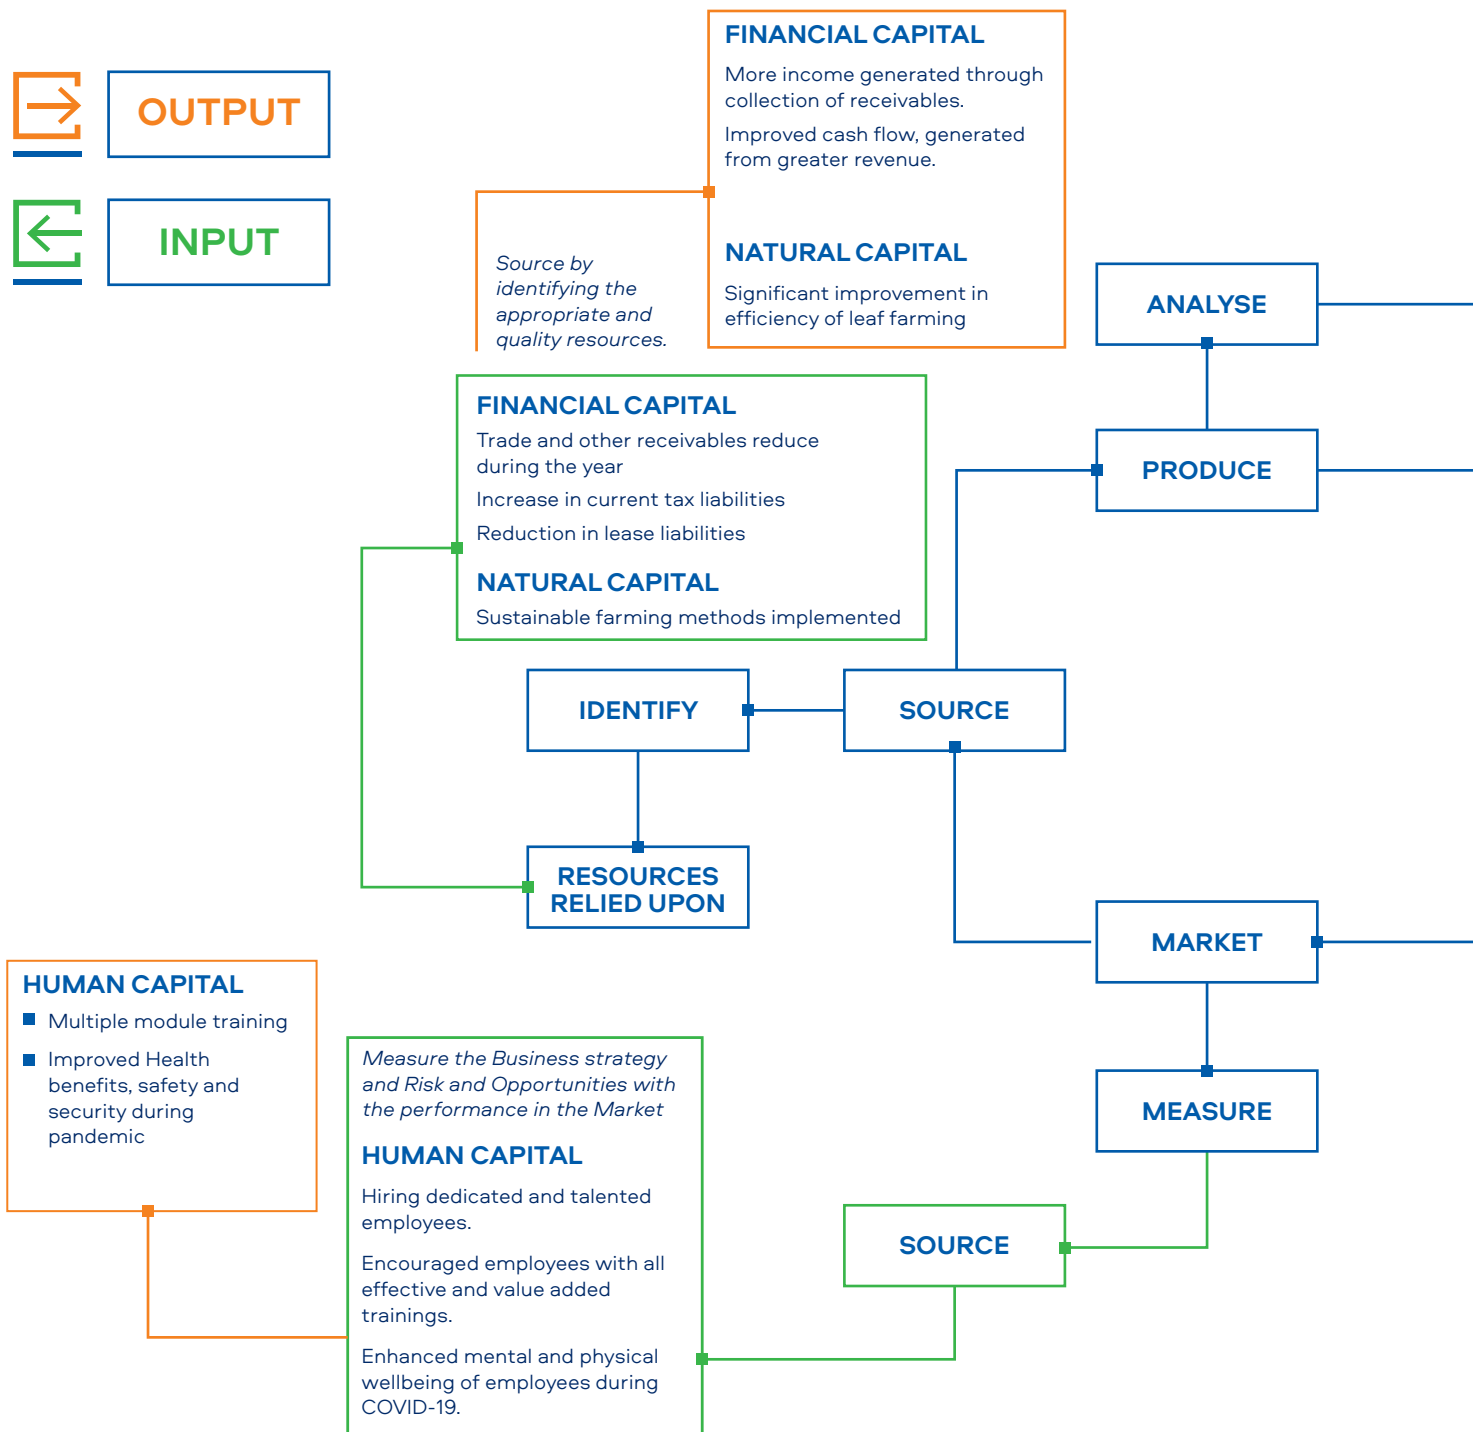 OUTPUT
INPUT
FINANCIAL CAPITAL
More income generated through
collection of receivables.
Improved cash flow, generated
from greater revenue.
NATURAL CAPITAL
Significant improvement in
efficiency of leaf farming
Source by
identifying the
appropriate and
quality resources.
ANALYSE
PRODUCE
FINANCIAL CAPITAL
Trade and other receivables reduce
during the year
Increase in current tax liabilities
Reduction in lease liabilities
NATURAL CAPITAL
Sustainable farming methods implemented
IDENTIFY
SOURCE
RESOURCES
RELIED UPON
MARKET
MEASURE
SOURCE
HUMAN CAPITAL
Multiple module training
Improved Health
benefits, safety and
security during
pandemic
Measure the Business strategy
and Risk and Opportunities with
the performance in the Market
HUMAN CAPITAL
Hiring dedicated and talented
employees.
Encouraged employees with all
effective and value added
trainings.
Enhanced mental and physical
wellbeing of employees during
COVID-19.